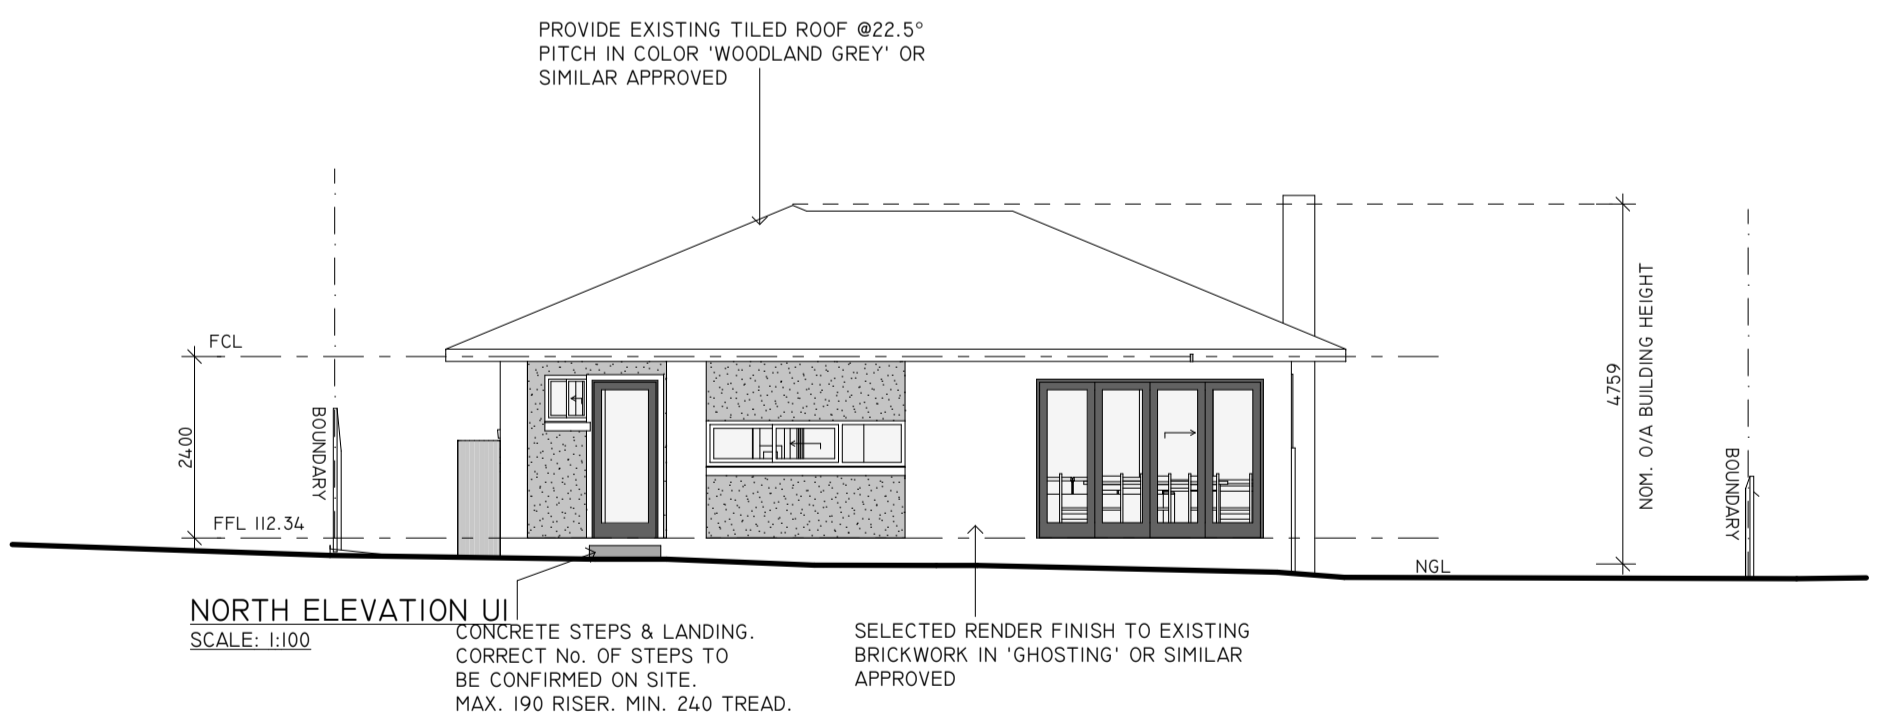 PROVIDE EXISTING TILED ROOF @22.5°
PITCH IN COLOR 'WOODLAND GREY' OR
SIMILAR APPROVED
FCL
2400
BOUNDARY
FFL 112.34
4759
NOM. O/A BUILDING HEIGHT
BOUNDARY
NGL
NORTH ELEVATION U1
SCALE: 1:100
CONCRETE STEPS & LANDING.
CORRECT No. OF STEPS TO
BE CONFIRMED ON SITE.
MAX. 190 RISER. MIN. 240 TREAD.
SELECTED RENDER FINISH TO EXISTING
BRICKWORK IN 'GHOSTING' OR SIMILAR
APPROVED